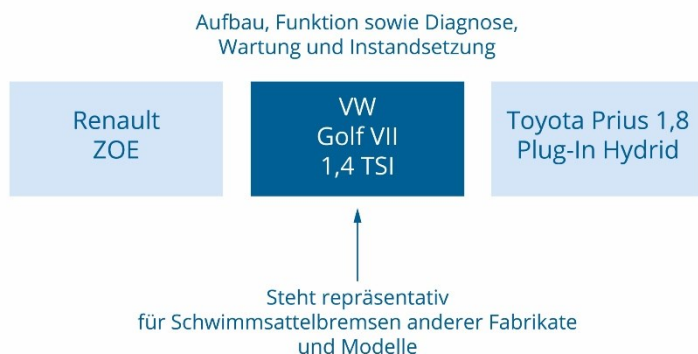 Aufbau, Funktion sowie Diagnose,
Wartung und Instandsetzung
Renault
ZOE
VW
Golf VII
1,4 TSI
Toyota Prius 1,8
Plug-In Hydrid
Steht repräsentativ
für Schwimmsattelbremsen anderer Fabrikate
und Modelle